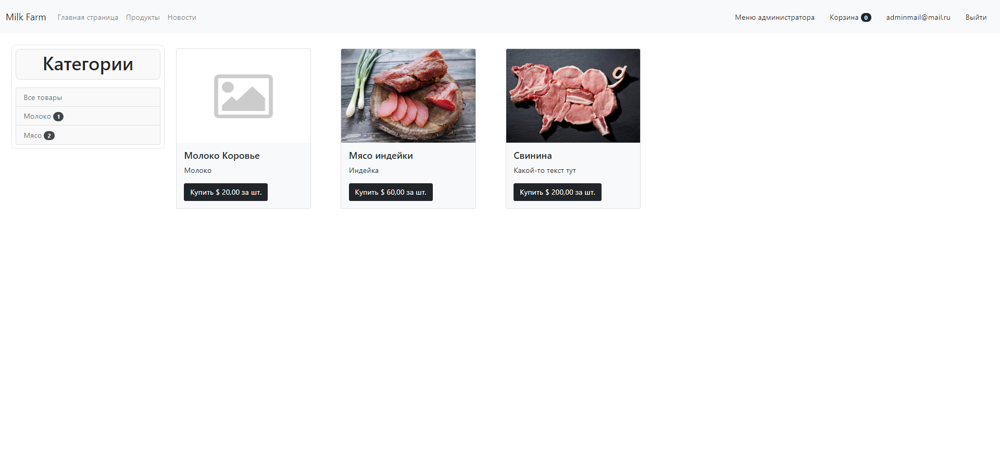 Milk Farm Главная страница Продукты Новости Меню администратора Корзина 0 adminmail@mail.ru Выйти
Категории
Все товары
Молоко 1
Мясо 2
Молоко Коровье
Молоко
Купить $ 20,00 за шт.
Мясо индейки
Индейка
Купить $ 60,00 за шт.
Свинина
Какой-то текст тут
Купить $ 200,00 за шт.